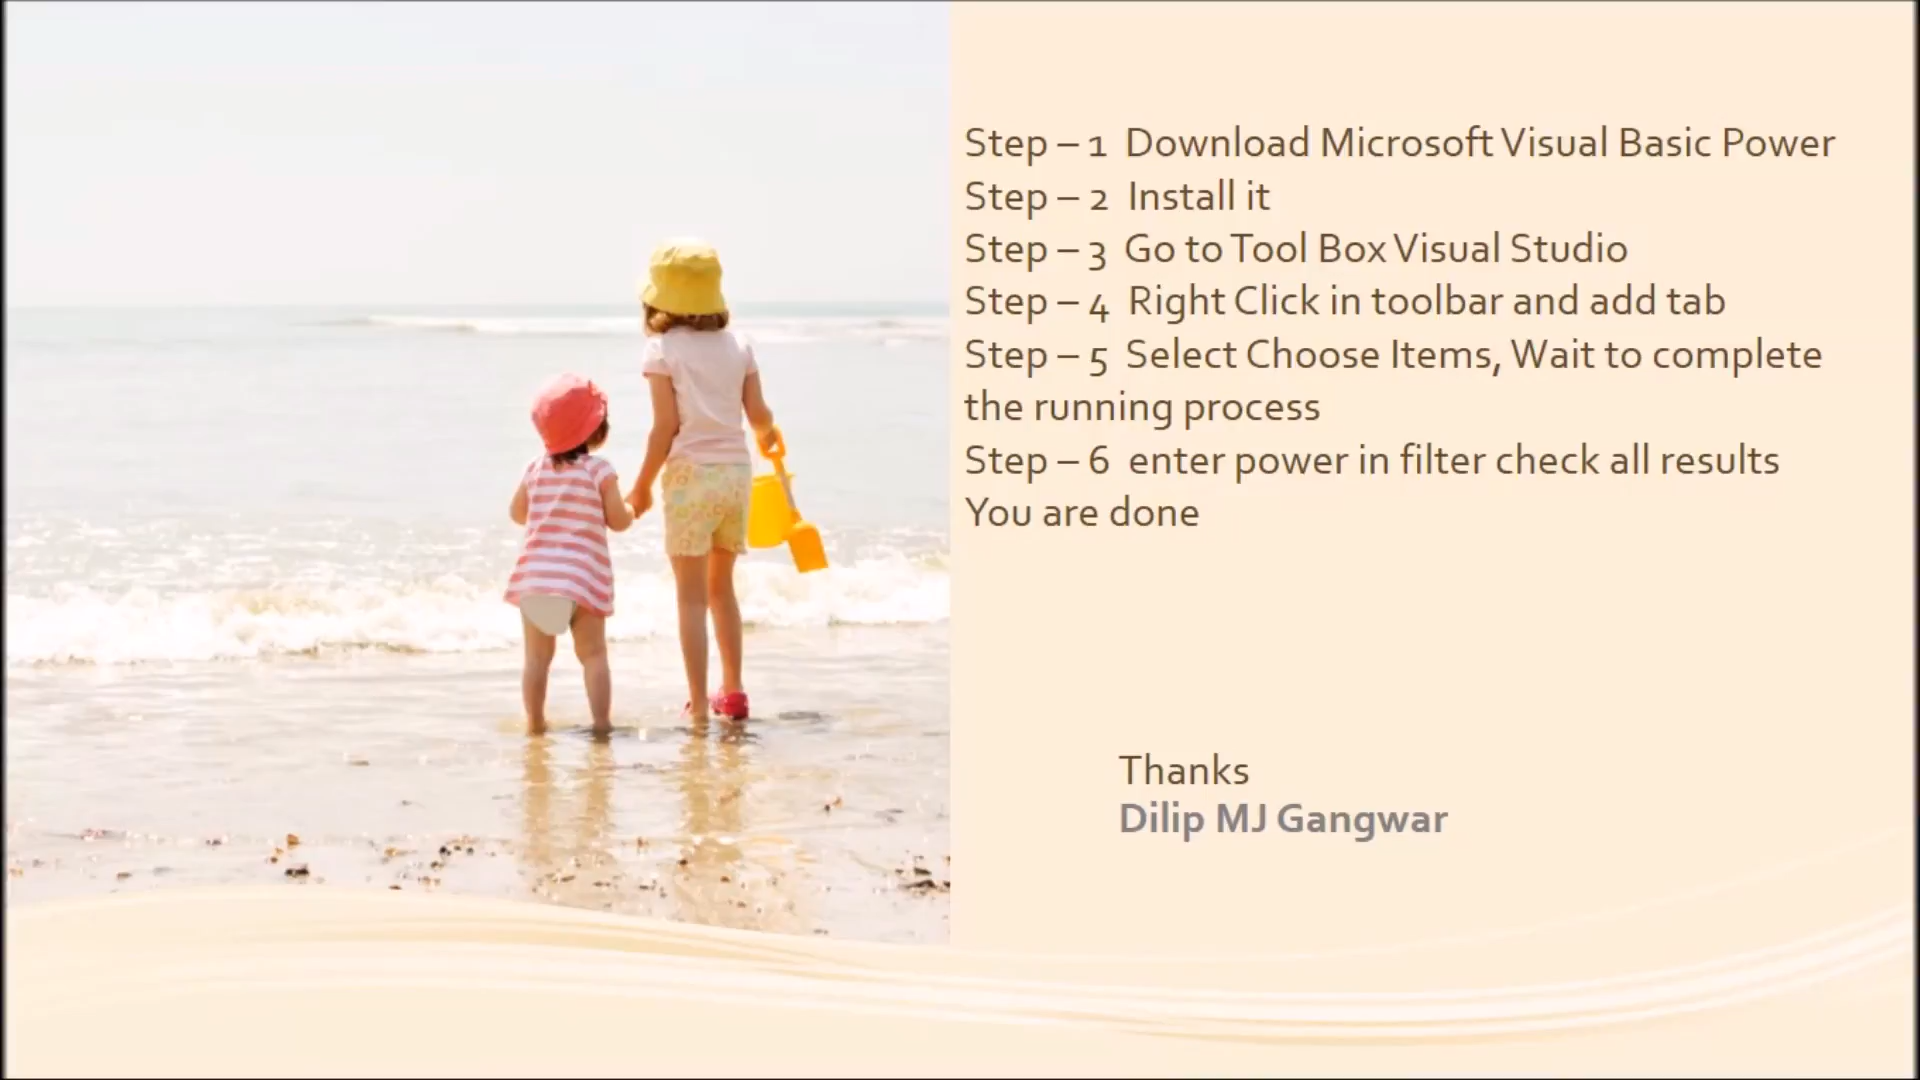 Step – 1 Download Microsoft Visual Basic Power
Step – 2 Install it
Step – 3 Go to Tool Box Visual Studio
Step – 4 Right Click in toolbar and add tab
Step – 5 Select Choose Items, Wait to complete
the running process
Step – 6 enter power in filter check all results
You are done
Thanks
Dilip MJ Gangwar